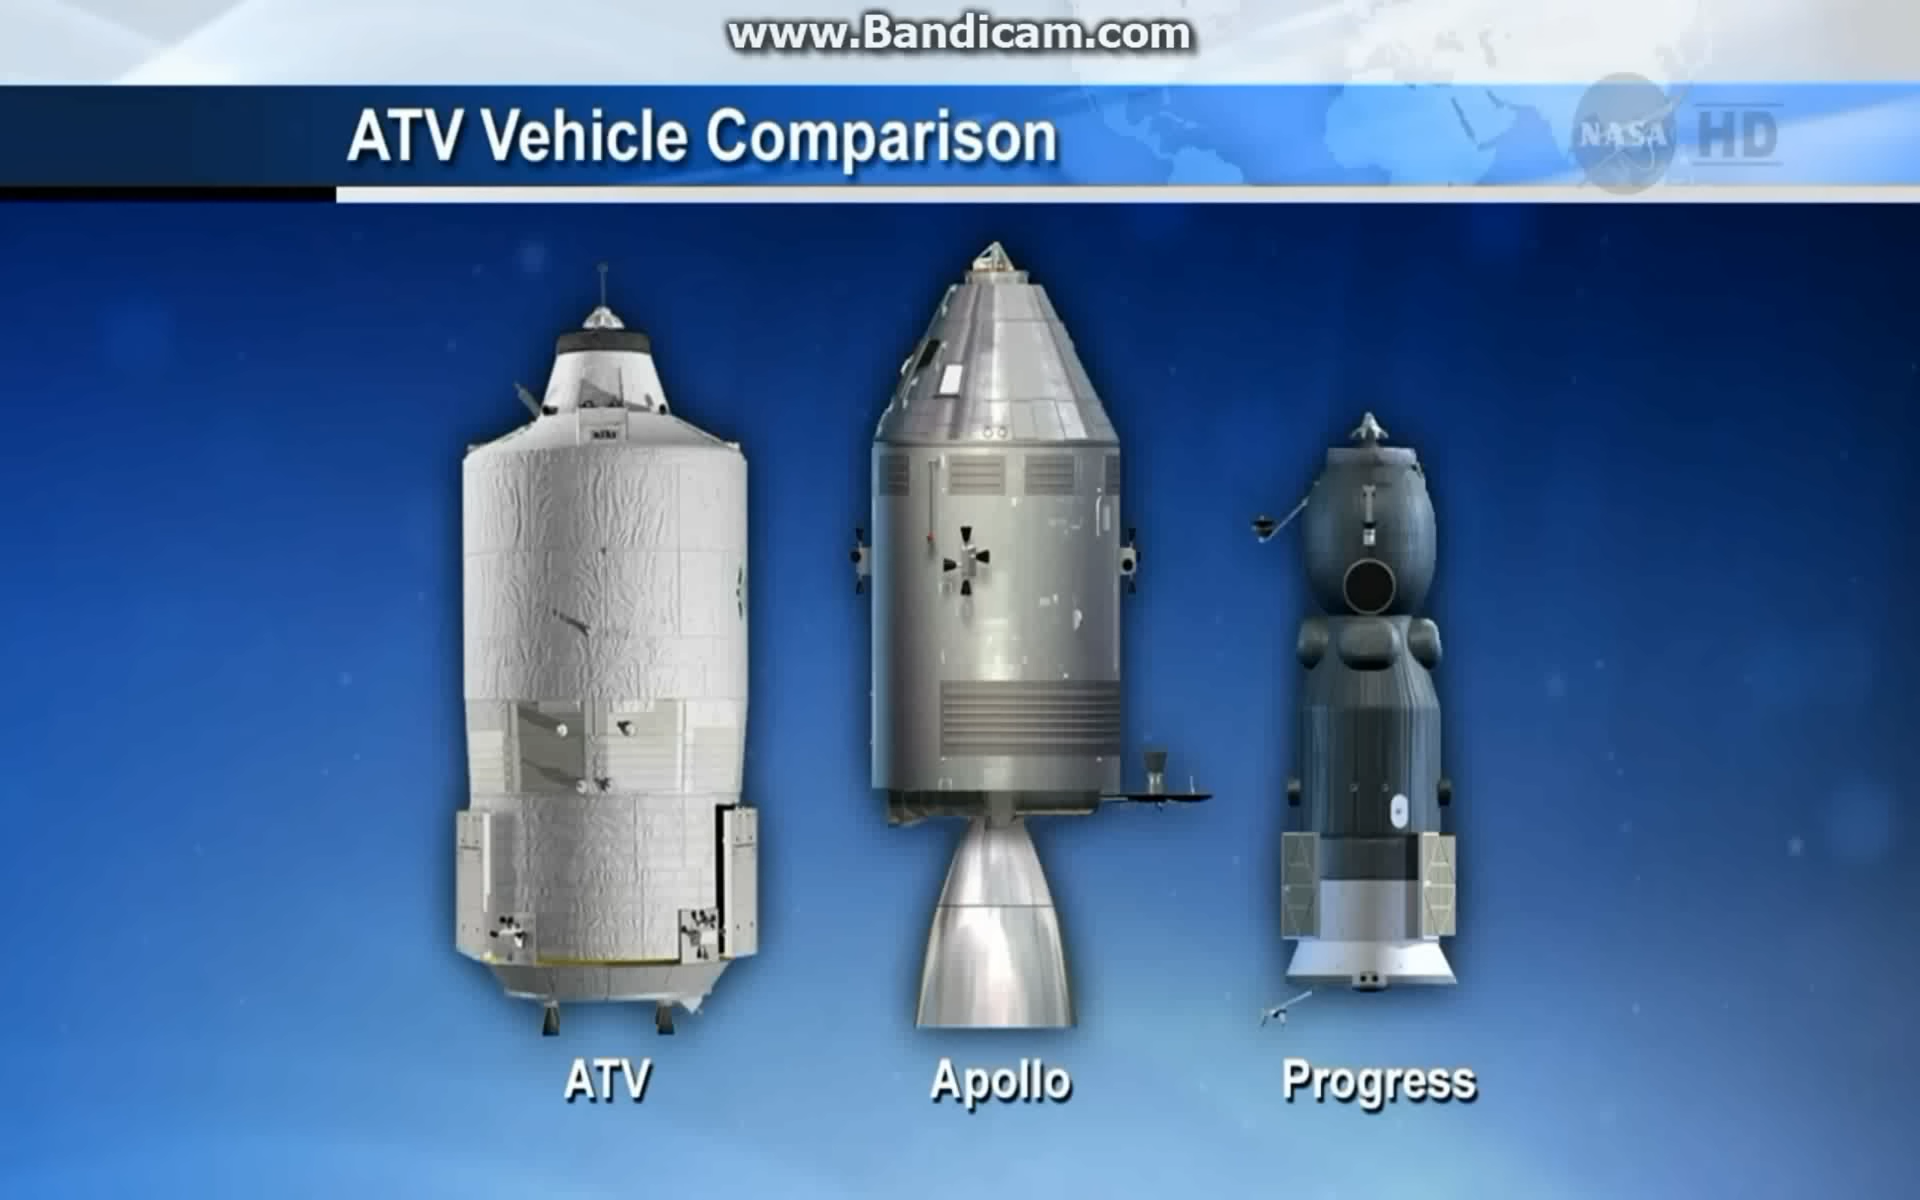 www.Bandicam.com
ATV Vehicle Comparison
NASA HD
ATV
Apollo
Progress